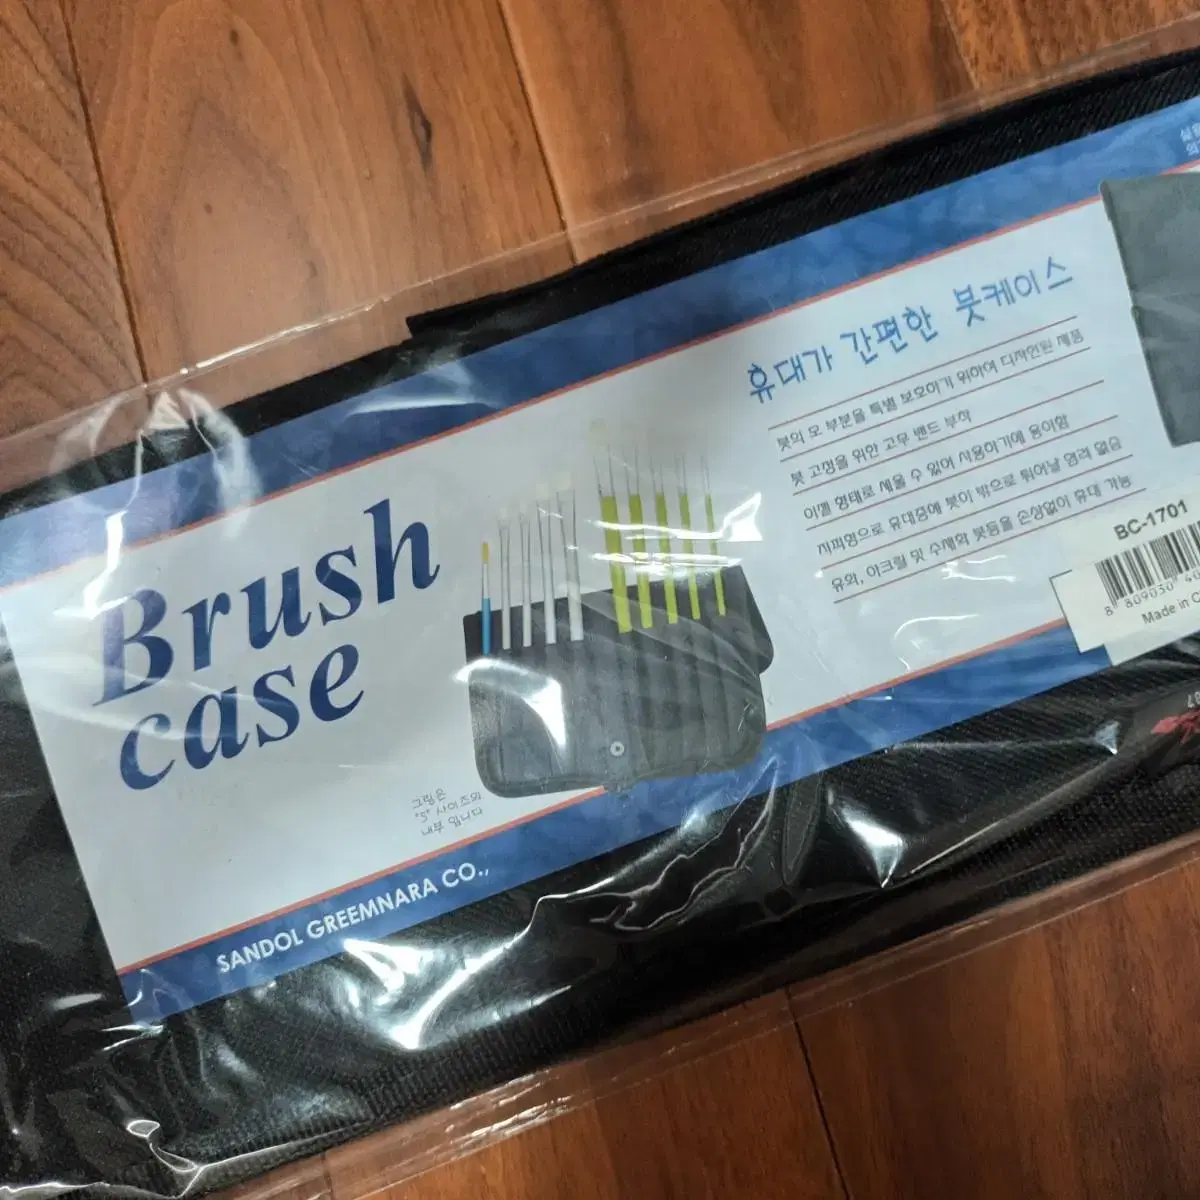 Brush
case
그림은
"S" 사이즈의
내부 입니다
SANDOL GREEMNARA CO.,
휴대가 간편한 붓케이스
붓의 모 부분을 특별 보호하기 위하여 디자인된 제품
붓 고정을 위한 고무 밴드 부착
이젤 형태로 세울 수 있어 사용하기에 용이함
지퍼형으로 휴대중에 붓이 밖으로 튀어날 염려 없음
유화, 아크릴 및 수채화 붓등을 손상없이 휴대 가능
BC-1701
8 809030
Made in C